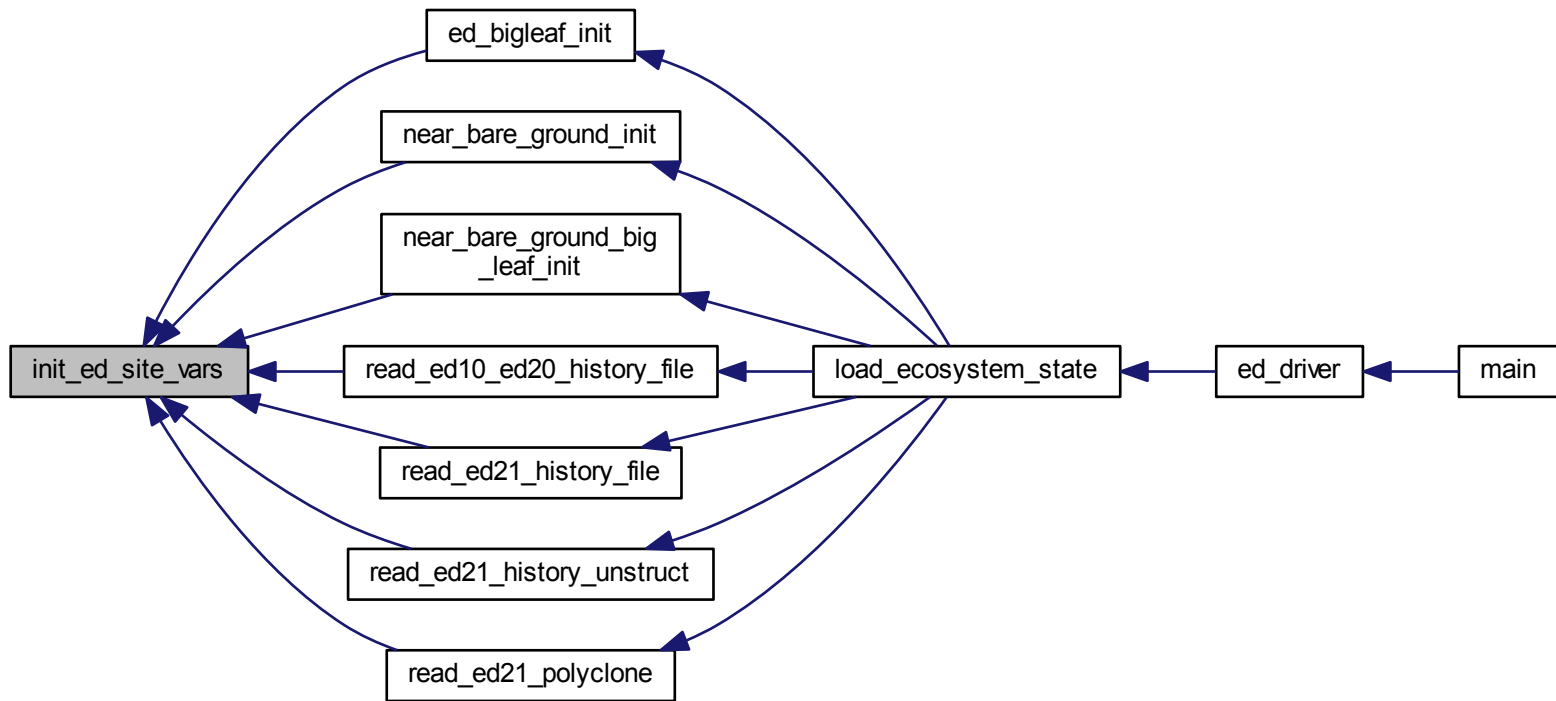 ed_bigleaf_init
near_bare_ground_init
near_bare_ground_big
_leaf_init
init_ed_site_vars
read_ed10_ed20_history_file
load_ecosystem_state
ed_driver
main
read_ed21_history_file
read_ed21_history_unstruct
read_ed21_polyclone